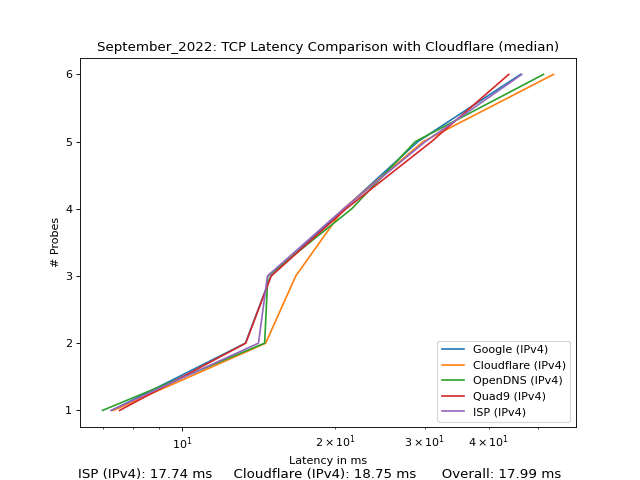 September_2022: TCP Latency Comparison with Cloudflare (median)
# Probes
6
5
4
3
2
1
Google (IPv4)
Cloudflare (IPv4)
OpenDNS (IPv4)
Quad9 (IPv4)
ISP (IPv4)
10¹ 2 × 10¹ 3 × 10¹ 4 × 10¹
Latency in ms
ISP (IPv4): 17.74 ms Cloudflare (IPv4): 18.75 ms Overall: 17.99 ms